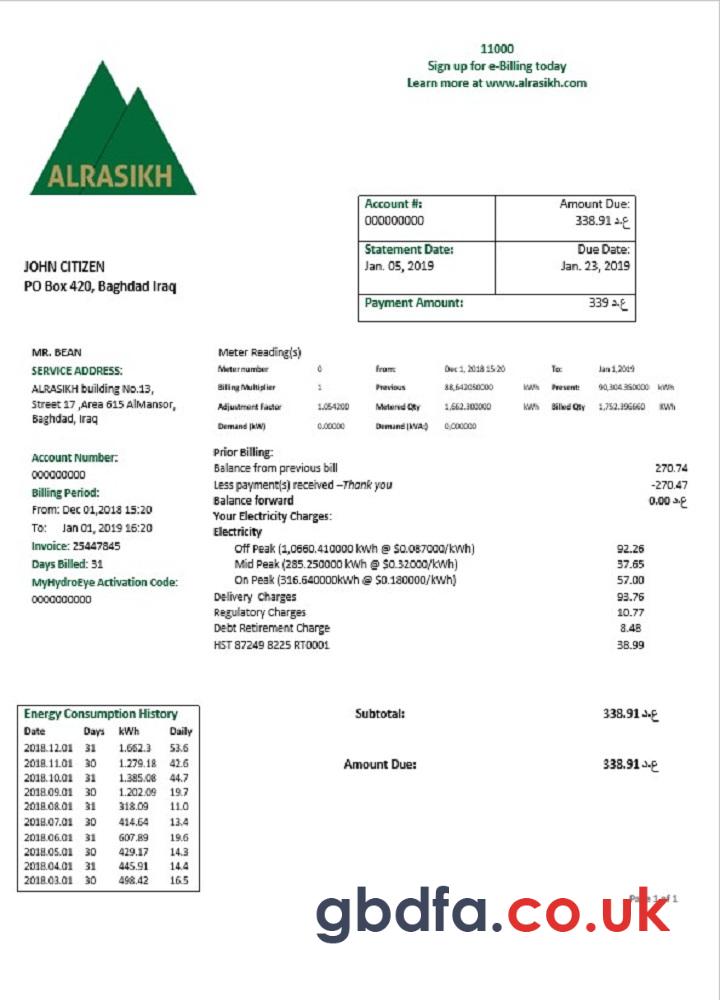 11000
Sign up for e-Billing today
Learn more at www.alrasikh.com
ALRASIKH
Account #: Amount Due:
000000000 338.91 د.ع
Statement Date: Due Date:
Jan. 05, 2019 Jan. 23, 2019
Payment Amount: 339 د.ع
JOHN CITIZEN
PO Box 420, Baghdad Iraq
MR. BEAN
SERVICE ADDRESS:
ALRASIKH building No.13,
Street 17 ,Area 615 AlMansor,
Baghdad, Iraq
Account Number:
000000000
Billing Period:
From: Dec 01,2018 15:20
To: Jan 01, 2019 16:20
Invoice: 25447845
Days Billed: 31
MyHydroEye Activation Code:
0000000000
Meter Reading(s)
Meter number 0 From: Dec 1, 2018 15:20 To: Jan 1,2019
Billing Multiplier 1 Previous 88,642050000 kWh Present: 90,304.350000 kWh
Adjustment Factor 1.054200 Metered Qty 1,662.300000 kWh Billed Qty 1,752.396660 KWh
Demand (kW) 0.00000 Demand (kVA:) 0,000000
Prior Billing:
Balance from previous bill 270.74
Less payment(s) received –Thank you -270.47
Balance forward 0.00 د.ع
Your Electricity Charges:
Electricity
Off Peak (1,0660.410000 kWh @ $0.087000/kWh) 92.26
Mid Peak (285.250000 kWh @ $0.32000/kWh) 37.65
On Peak (316.640000kWh @ $0.180000/kWh) 57.00
Delivery Charges 93.76
Regulatory Charges 10.77
Debt Retirement Charge 8.48
HST 87249 8225 RT0001 38.99
Energy Consumption History
Date Days kWh Daily
2018.12.01 31 1.662.3 53.6
2018.11.01 30 1.279.18 42.6
2018.10.01 31 1.385.08 44.7
2018.09.01 30 1.202.09 19.7
2018.08.01 31 318.09 11.0
2018.07.01 30 414.64 13.4
2018.06.01 31 607.89 19.6
2018.05.01 30 429.17 14.3
2018.04.01 31 445.91 14.4
2018.03.01 30 498.42 16.5
Subtotal: 338.91 د.ع
Amount Due: 338.91 د.ع
Page 1 of 1
gbdfa.co.uk